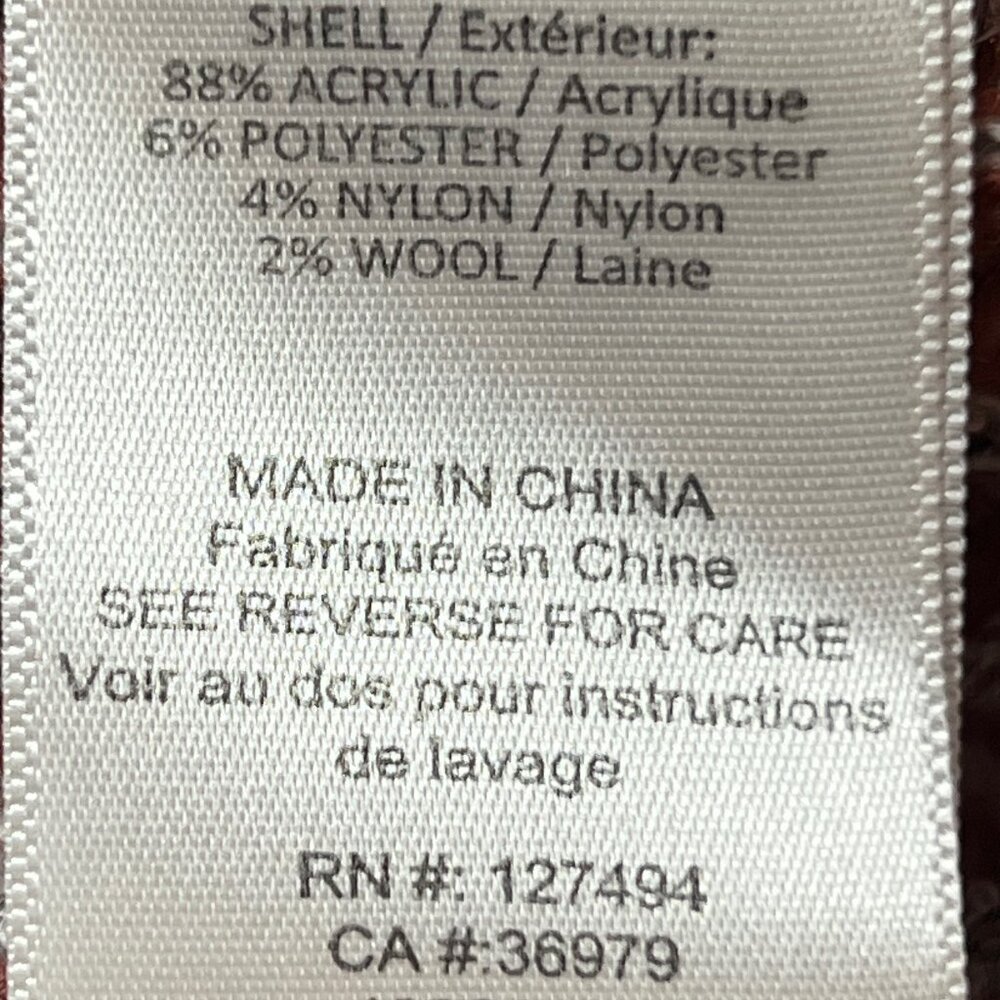 SHELL / Extérieur:
88% ACRYLIC / Acrylique
6% POLYESTER / Polyester
4% NYLON / Nylon
2% WOOL / Laine
MADE IN CHINA
Fabriqué en Chine
SEE REVERSE FOR CARE
Voir au dos pour instructions
de lavage
RN #: 127494
CA #:36979